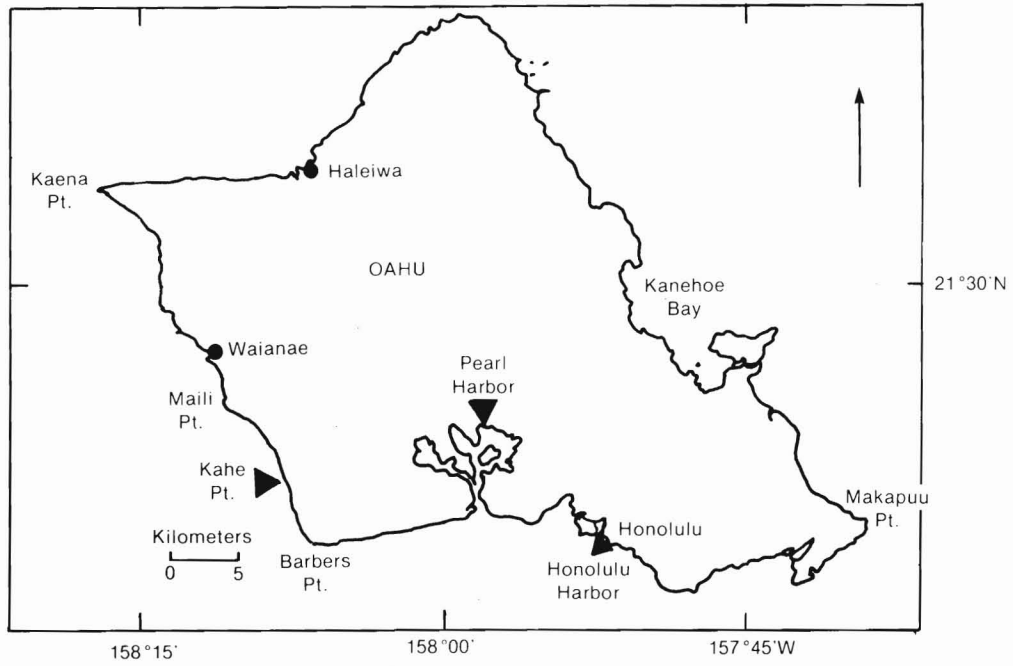 Haleiwa
Kaena
Pt.
OAHU
Kanehoe
Bay
21°30'N
Waianae
Pearl
Harbor
Maili
Pt.
Kahe
Pt.
Makapuu
Pt.
Kilometers
0 5
Barbers
Pt.
Honolulu
Honolulu
Harbor
158°15'
158°00'
157°45'W